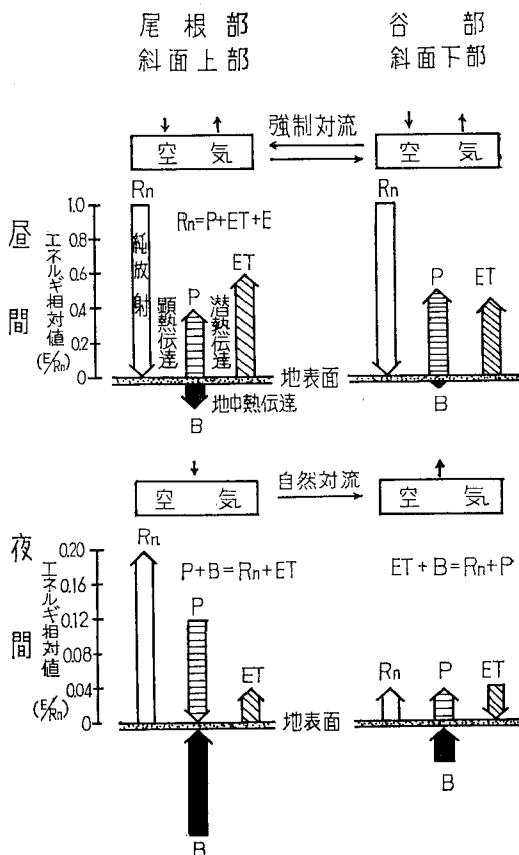 尾根部
斜面上部
谷部
斜面下部
強制対流
空気
空気
Rn
Rn
昼間
エネルギ相対値
(E/Rn)
1.0
0.8
0.6
0.4
0.2
0
純放射
Rn=P+ET+E
顕熱伝達
P
潜熱伝達
ET
P
ET
地表面
B
地中熱伝達
B
自然対流
空気
空気
Rn
夜間
エネルギ相対値
(E/Rn)
0.20
0.16
0.12
0.08
0.04
0
P+B=Rn+ET
ET+B=Rn+P
P
ET
Rn
P
ET
地表面
B
B